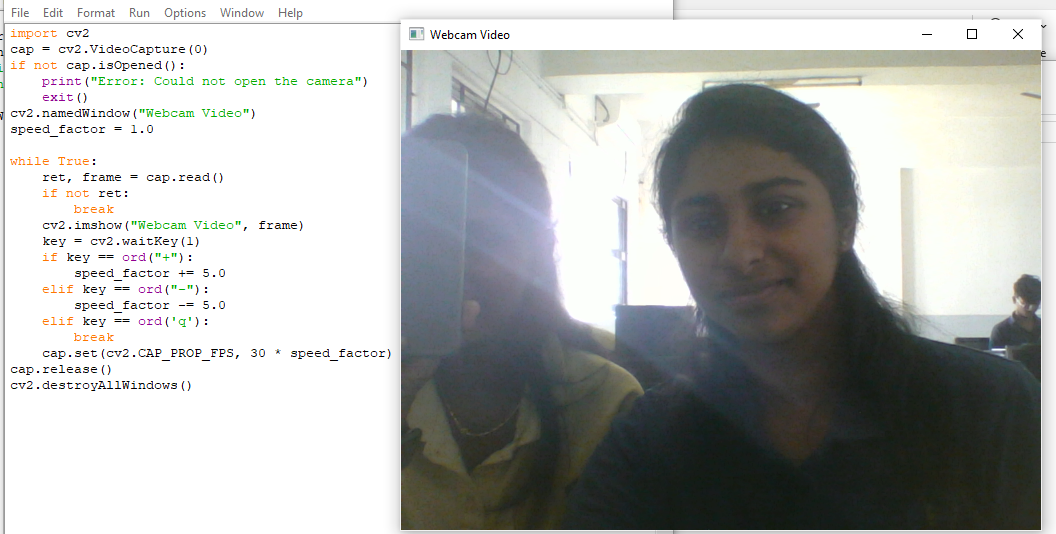 File Edit Format Run Options Window Help
import cv2
cap = cv2.VideoCapture(0)
if not cap.isOpened():
    print("Error: Could not open the camera")
    exit()
cv2.namedWindow("Webcam Video")
speed_factor = 1.0

while True:
    ret, frame = cap.read()
    if not ret:
        break
    cv2.imshow("Webcam Video", frame)
    key = cv2.waitKey(1)
    if key == ord("+"):
        speed_factor += 5.0
    elif key == ord("-"):
        speed_factor -= 5.0
    elif key == ord('q'):
        break
    cap.set(cv2.CAP_PROP_FPS, 30 * speed_factor)
cap.release()
cv2.destroyAllWindows()
Webcam Video